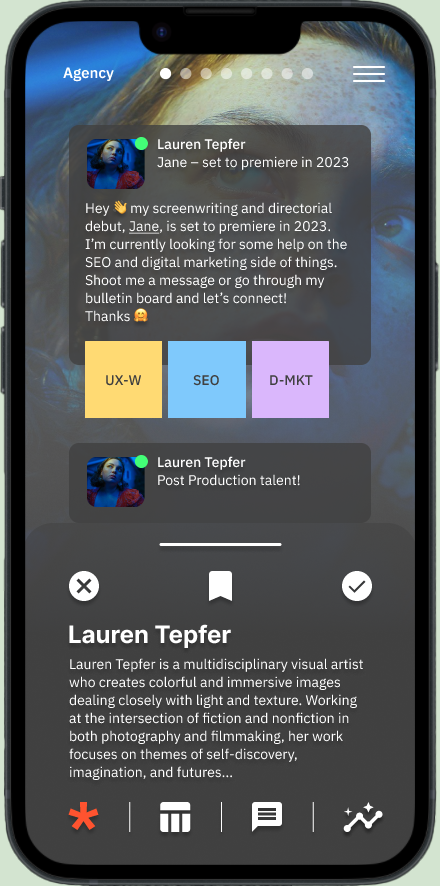 Agency
Lauren Tepfer
Jane – set to premiere in 2023
Hey 👋 my screenwriting and directorial
debut, Jane, is set to premiere in 2023.
I’m currently looking for some help on the
SEO and digital marketing side of things.
Shoot me a message or go through my
bulletin board and let’s connect!
Thanks 🤗
UX-W
SEO
D-MKT
Lauren Tepfer
Post Production talent!
Lauren Tepfer
Lauren Tepfer is a multidisciplinary visual artist
who creates colorful and immersive images
dealing closely with light and texture. Working
at the intersection of fiction and nonfiction in
both photography and filmmaking, her work
focuses on themes of self-discovery,
imagination, and futures...